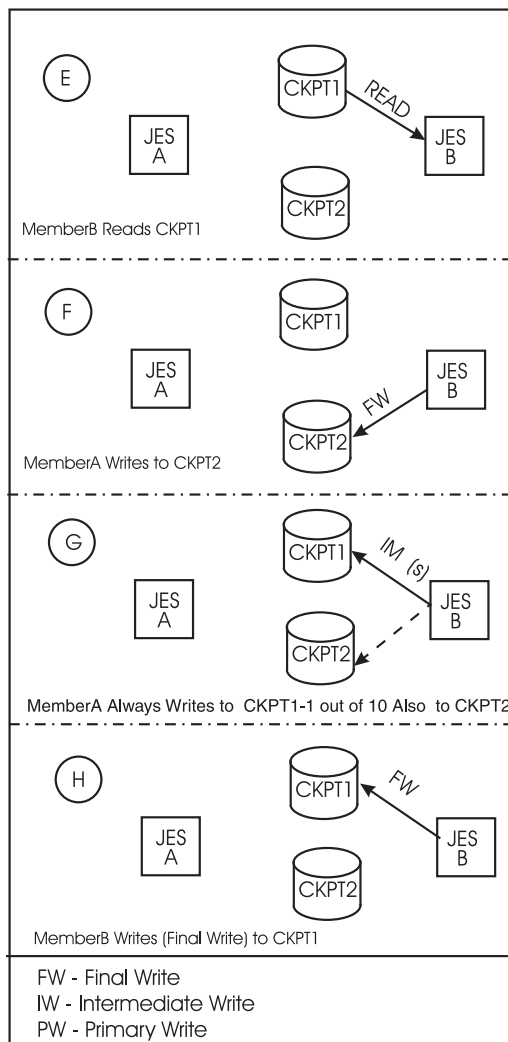 E
CKPT1
READ
JES
A
JES
B
CKPT2
MemberB Reads CKPT1
F
CKPT1
JES
A
JES
B
FW
CKPT2
MemberA Writes to CKPT2
G
CKPT1
IM (s)
JES
A
JES
B
CKPT2
MemberA Always Writes to CKPT1-1 out of 10 Also to CKPT2
H
CKPT1
FW
JES
A
JES
B
CKPT2
MemberB Writes (Final Write) to CKPT1
FW - Final Write
IW - Intermediate Write
PW - Primary Write